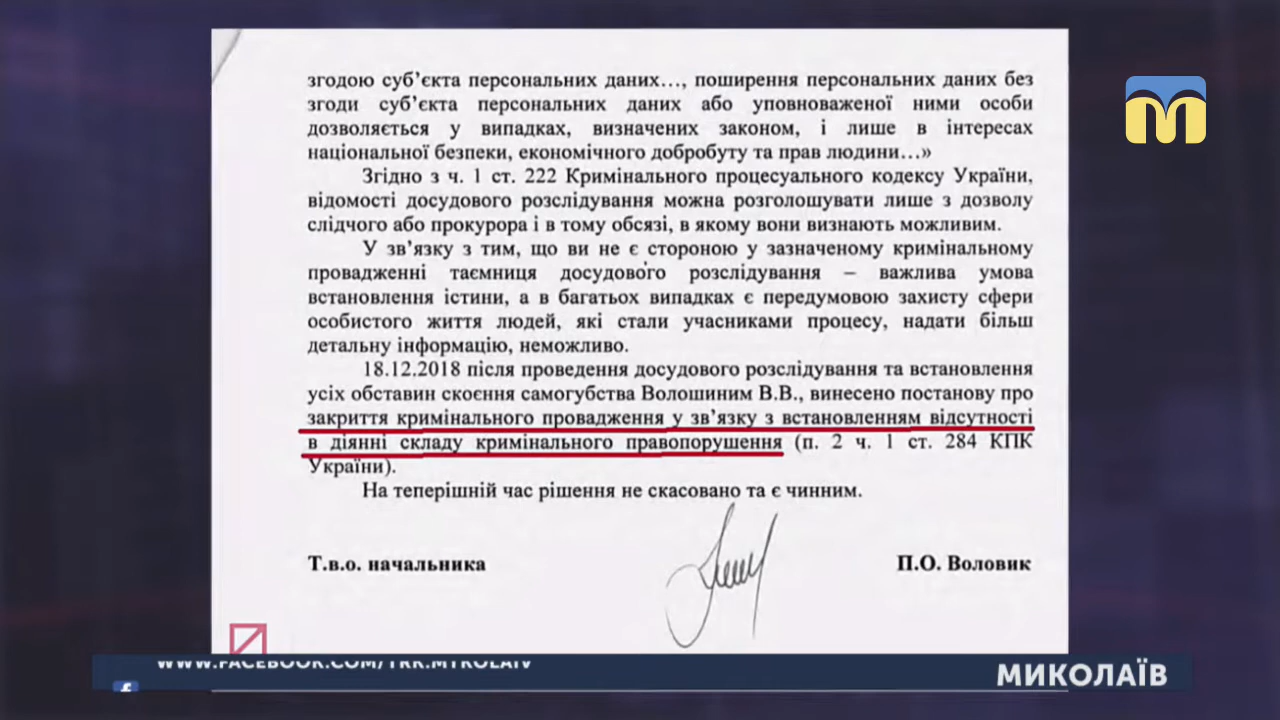 згодою суб’єкта персональних даних…, поширення персональних даних без
згоди суб’єкта персональних даних або уповноваженої ними особи
дозволяється у випадках, визначених законом, і лише в інтересах
національної безпеки, економічного добробуту та прав людини…»
Згідно з ч. 1 ст. 222 Кримінального процесуального кодексу України,
відомості досудового розслідування можна розголошувати лише з дозволу
слідчого або прокурора і в тому обсязі, в якому вони визнають можливим.
У зв’язку з тим, що ви не є стороною у зазначеному кримінальному
провадженні таємниця досудового розслідування – важлива умова
встановлення істини, а в багатьох випадках є передумовою захисту сфери
особистого життя людей, які стали учасниками процесу, надати більш
детальну інформацію, неможливо.
18.12.2018 після проведення досудового розслідування та встановлення
усіх обставин скоєння самогубства Волошиним В.В., винесено постанову про
закриття кримінального провадження у зв’язку з встановленням відсутності
в діянні складу кримінального правопорушення (п. 2 ч. 1 ст. 284 КПК
України).
На теперішній час рішення не скасовано та є чинним.
Т.в.о. начальника П.О. Воловик
WWW.FACEBOOK.COM/TRK.MYKOLAIV
МИКОЛАЇВ